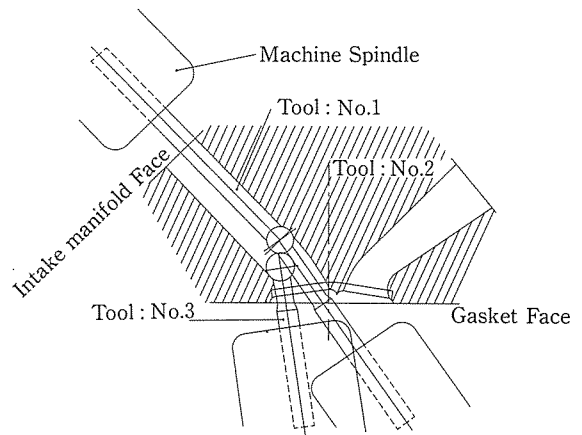 Machine Spindle
Tool : No.1
Tool : No.2
Intake manifold Face
Tool : No.3
Gasket Face